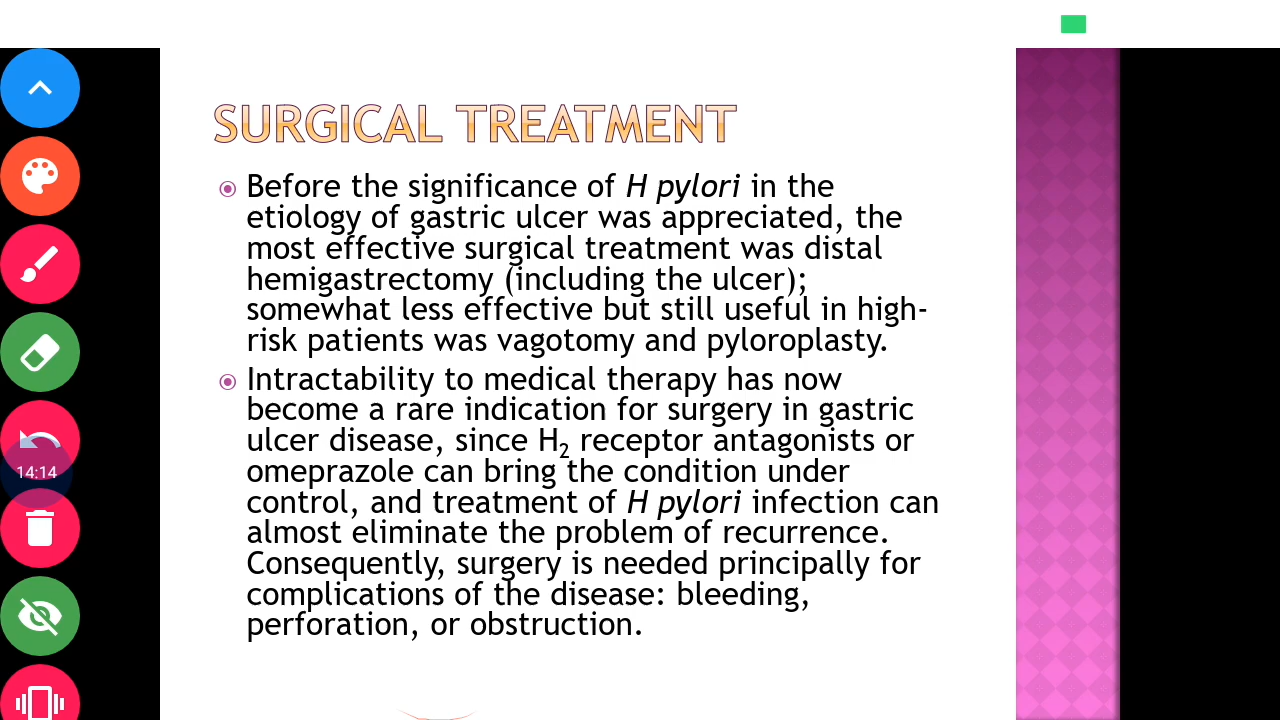 SURGICAL TREATMENT
Before the significance of H pylori in the
etiology of gastric ulcer was appreciated, the
most effective surgical treatment was distal
hemigastrectomy (including the ulcer);
somewhat less effective but still useful in high-
risk patients was vagotomy and pyloroplasty.
Intractability to medical therapy has now
become a rare indication for surgery in gastric
ulcer disease, since H₂ receptor antagonists or
omeprazole can bring the condition under
control, and treatment of H pylori infection can
almost eliminate the problem of recurrence.
Consequently, surgery is needed principally for
complications of the disease: bleeding,
perforation, or obstruction.
14:14